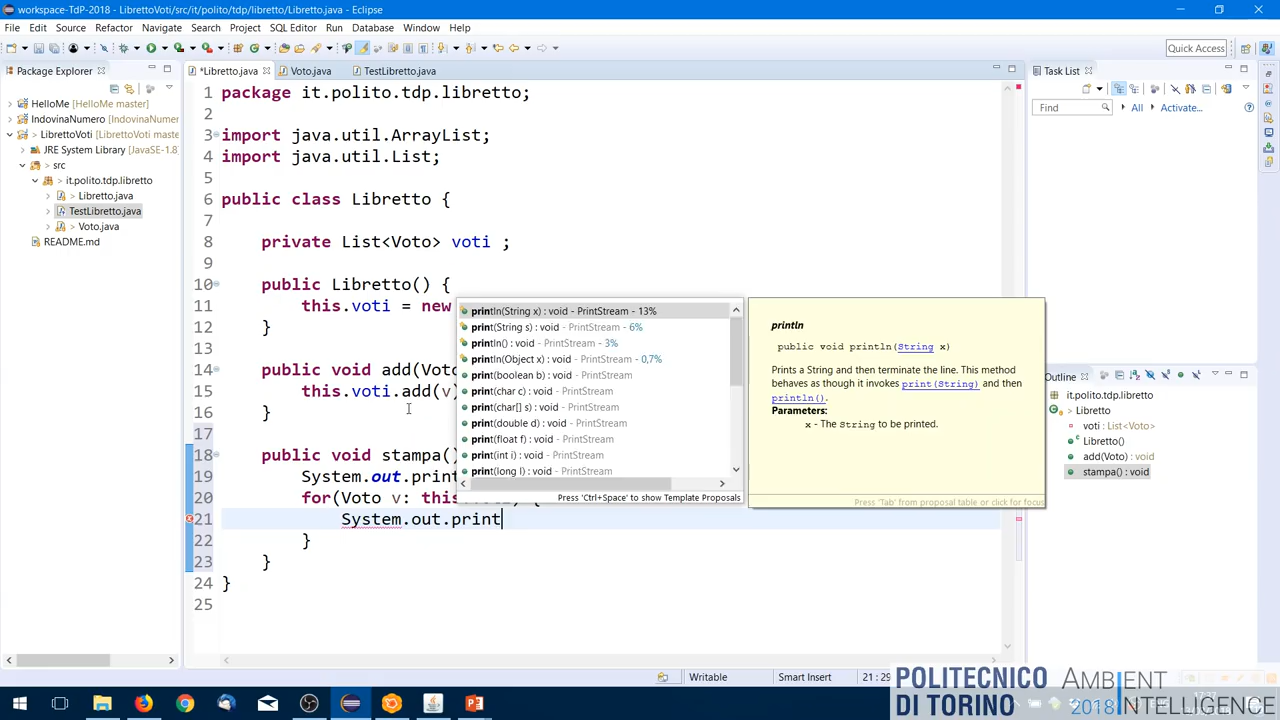 workspace-TdP-2018 - LibrettoVoti/src/it/polito/tdp/libretto/Libretto.java - Eclipse
File Edit Source Refactor Navigate Search Project SQL Editor Run Database Window Help
Quick Access
Package Explorer
HelloMe [HelloMe master]
IndovinaNumero [IndovinaNumer
LibrettoVoti [LibrettoVoti maste
JRE System Library [JavaSE-1.8]
src
it.polito.tdp.libretto
Libretto.java
TestLibretto.java
Voto.java
README.md
*Libretto.java Voto.java TestLibretto.java
1 package it.polito.tdp.libretto;
2
3 import java.util.ArrayList;
4 import java.util.List;
5
6 public class Libretto {
7
8 private List<Voto> voti ;
9
10 public Libretto() {
11 this.voti = new
12 }
13
14 public void add(Voto
15 this.voti.add(v)
16 }
17
18 public void stampa()
19 System.out.print
20 for(Voto v: this.voti) {
21 System.out.print
22 }
23 }
24 }
25
println(String x) : void - PrintStream - 13%
print(String s) : void - PrintStream - 6%
println() : void - PrintStream - 3%
println(Object x) : void - PrintStream - 0,7%
print(boolean b) : void - PrintStream
print(char c) : void - PrintStream
print(char[] s) : void - PrintStream
print(double d) : void - PrintStream
print(float f) : void - PrintStream
print(int i) : void - PrintStream
print(long l) : void - PrintStream
Press 'Ctrl+Space' to show Template Proposals
println
public void println(String x)
Prints a String and then terminate the line. This method
behaves as though it invokes print(String) and then
println().
Parameters:
x - The String to be printed.
Press 'Tab' from proposal table or click for focus
Task List
Find All Activate...
Outline
it.polito.tdp.libretto
Libretto
voti : List<Voto>
Libretto()
add(Voto) : void
stampa() : void
Writable Smart Insert 21 : 29
POLITECNICO
DI TORINO
AMBIENT
2018 INTELLIGENCE